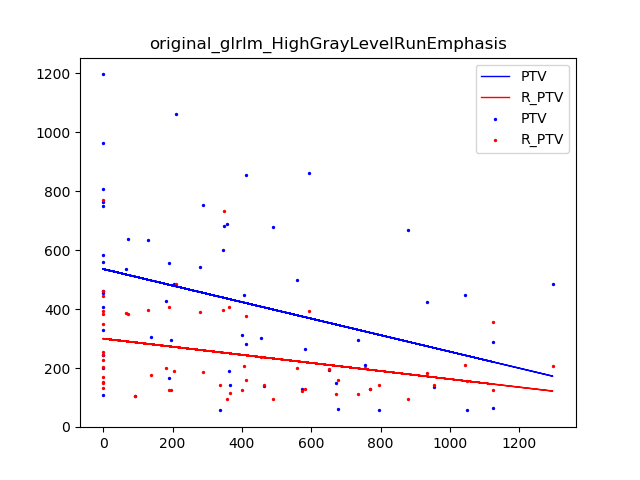 original_glrlm_HighGrayLevelRunEmphasis
1200
1000
800
600
400
200
0
0 200 400 600 800 1000 1200
PTV
R_PTV
PTV
R_PTV